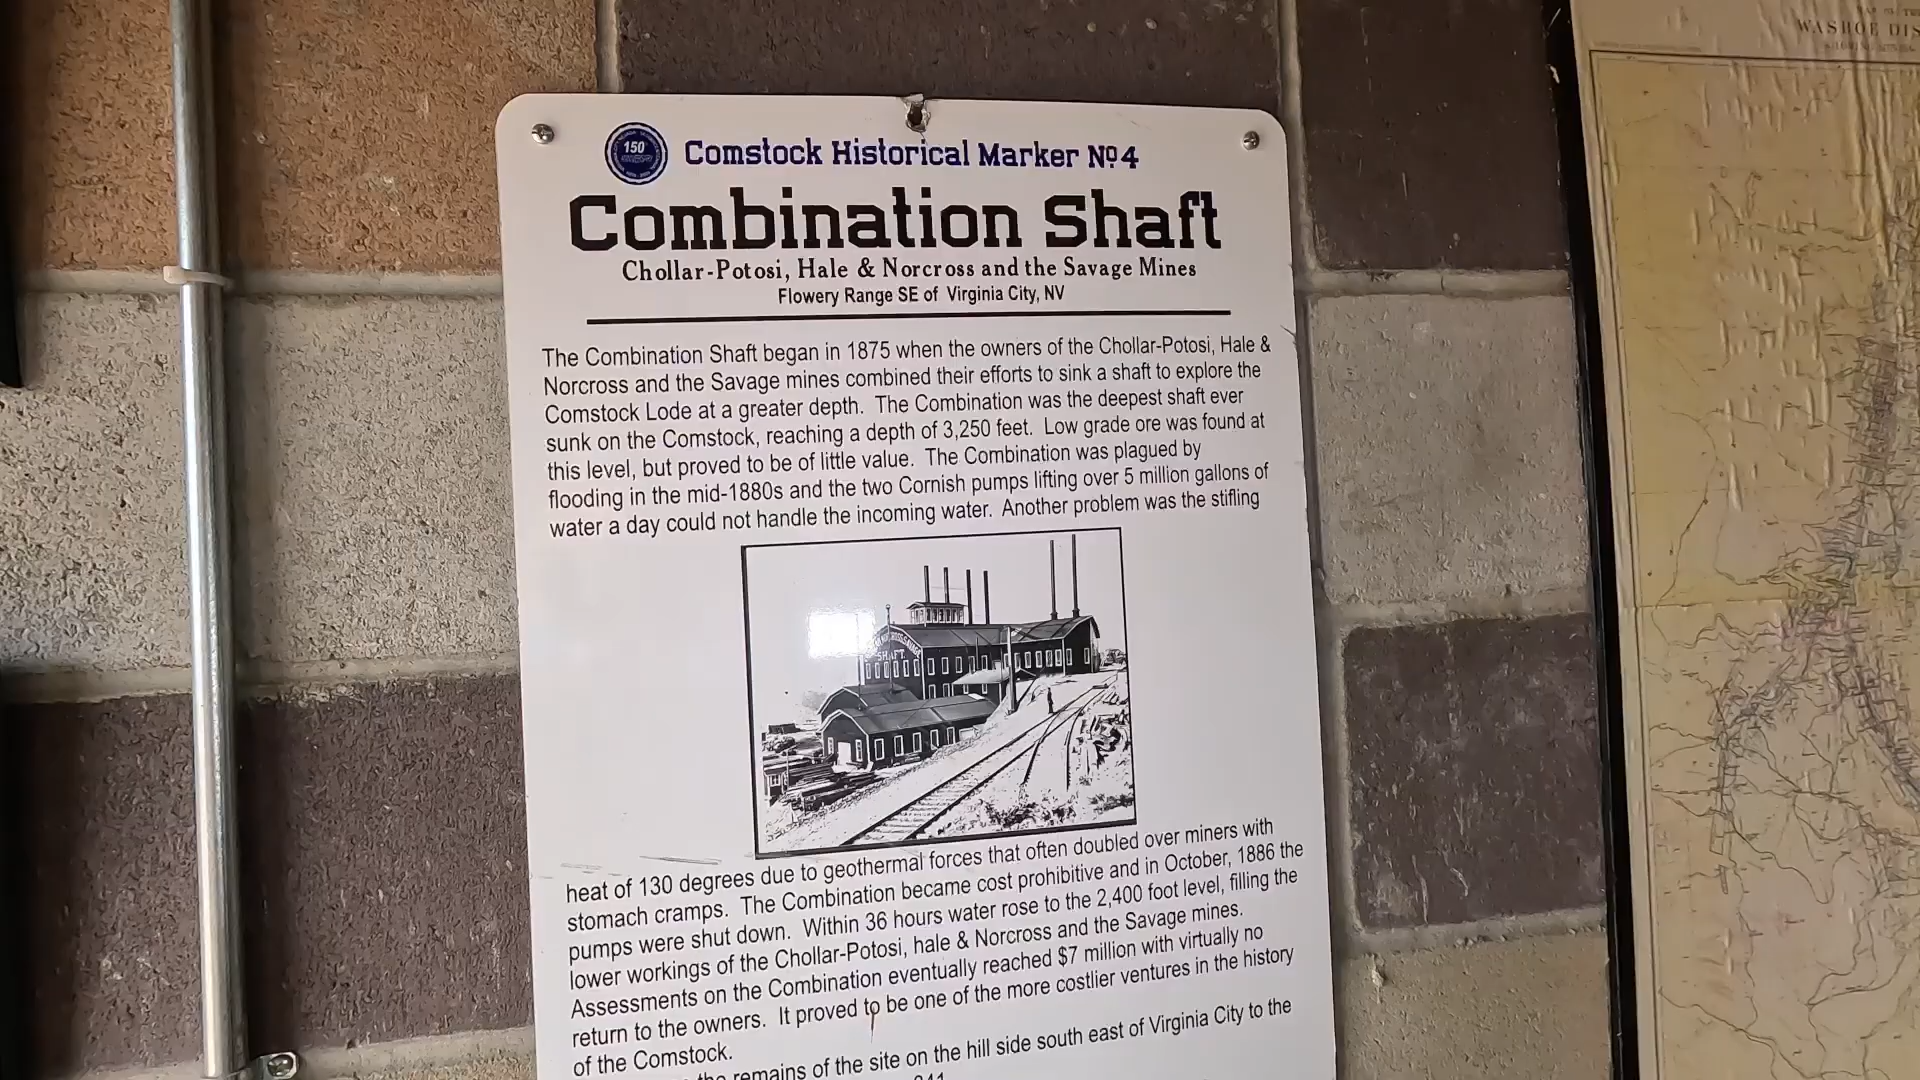 150
ANNIVERSARY
Comstock Historical Marker Nº 4
Combination Shaft
Chollar-Potosi, Hale & Norcross and the Savage Mines
Flowery Range SE of Virginia City, NV
The Combination Shaft began in 1875 when the owners of the Chollar-Potosi, Hale &
Norcross and the Savage mines combined their efforts to sink a shaft to explore the
Comstock Lode at a greater depth. The Combination was the deepest shaft ever
sunk on the Comstock, reaching a depth of 3,250 feet. Low grade ore was found at
this level, but proved to be of little value. The Combination was plagued by
flooding in the mid-1880s and the two Cornish pumps lifting over 5 million gallons of
water a day could not handle the incoming water. Another problem was the stifling
SHAFT.
heat of 130 degrees due to geothermal forces that often doubled over miners with
stomach cramps. The Combination became cost prohibitive and in October, 1886 the
pumps were shut down. Within 36 hours water rose to the 2,400 foot level, filling the
lower workings of the Chollar-Potosi, hale & Norcross and the Savage mines.
Assessments on the Combination eventually reached $7 million with virtually no
return to the owners. It proved to be one of the more costlier ventures in the history
of the Comstock.
the remains of the site on the hill side south east of Virginia City to the
WASHOE DIS